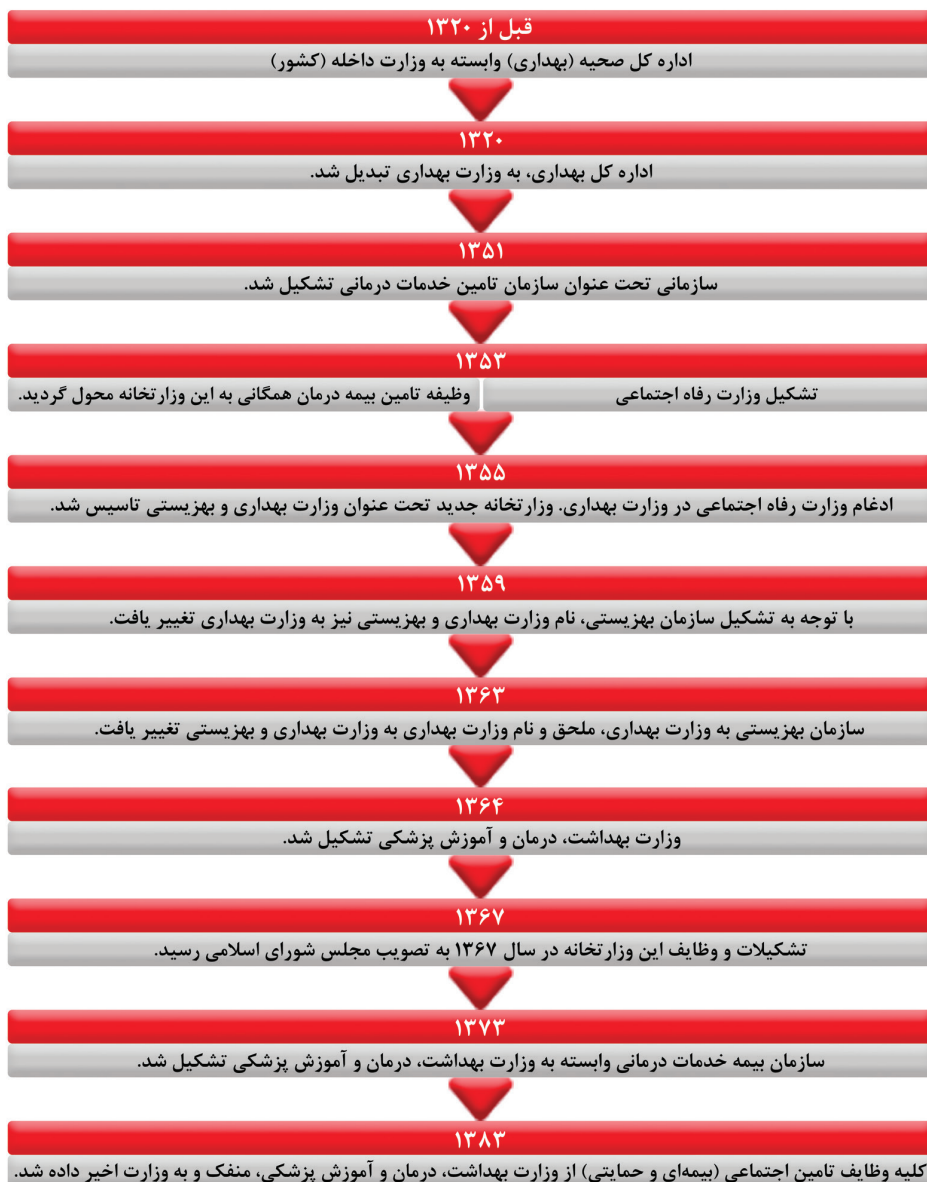 قبل از ۱۳۲۰
اداره کل صحیه (بهداری) وابسته به وزارت داخله (کشور)
۱۳۲۰
اداره کل بهداری، به وزارت بهداری تبدیل شد.
۱۳۵۱
سازمانی تحت عنوان سازمان تامین خدمات درمانی تشکیل شد.
۱۳۵۳
تشکیل وزارت رفاه اجتماعی
وظیفه تامین بیمه درمان همگانی به این وزارتخانه محول گردید.
۱۳۵۵
ادغام وزارت رفاه اجتماعی در وزارت بهداری. وزارتخانه جدید تحت عنوان وزارت بهداری و بهزیستی تاسیس شد.
۱۳۵۹
با توجه به تشکیل سازمان بهزیستی، نام وزارت بهداری و بهزیستی نیز به وزارت بهداری تغییر یافت.
۱۳۶۳
سازمان بهزیستی به وزارت بهداری، ملحق و نام وزارت بهداری به وزارت بهداری و بهزیستی تغییر یافت.
۱۳۶۴
وزارت بهداشت، درمان و آموزش پزشکی تشکیل شد.
۱۳۶۷
تشکیلات و وظایف این وزارتخانه در سال ۱۳۶۷ به تصویب مجلس شورای اسلامی رسید.
۱۳۷۳
سازمان بیمه خدمات درمانی وابسته به وزارت بهداشت، درمان و آموزش پزشکی تشکیل شد.
۱۳۸۳
کلیه وظایف تامین اجتماعی (بیمه‌ای و حمایتی) از وزارت بهداشت، درمان و آموزش پزشکی، منفک و به وزارت اخیر داده شد.